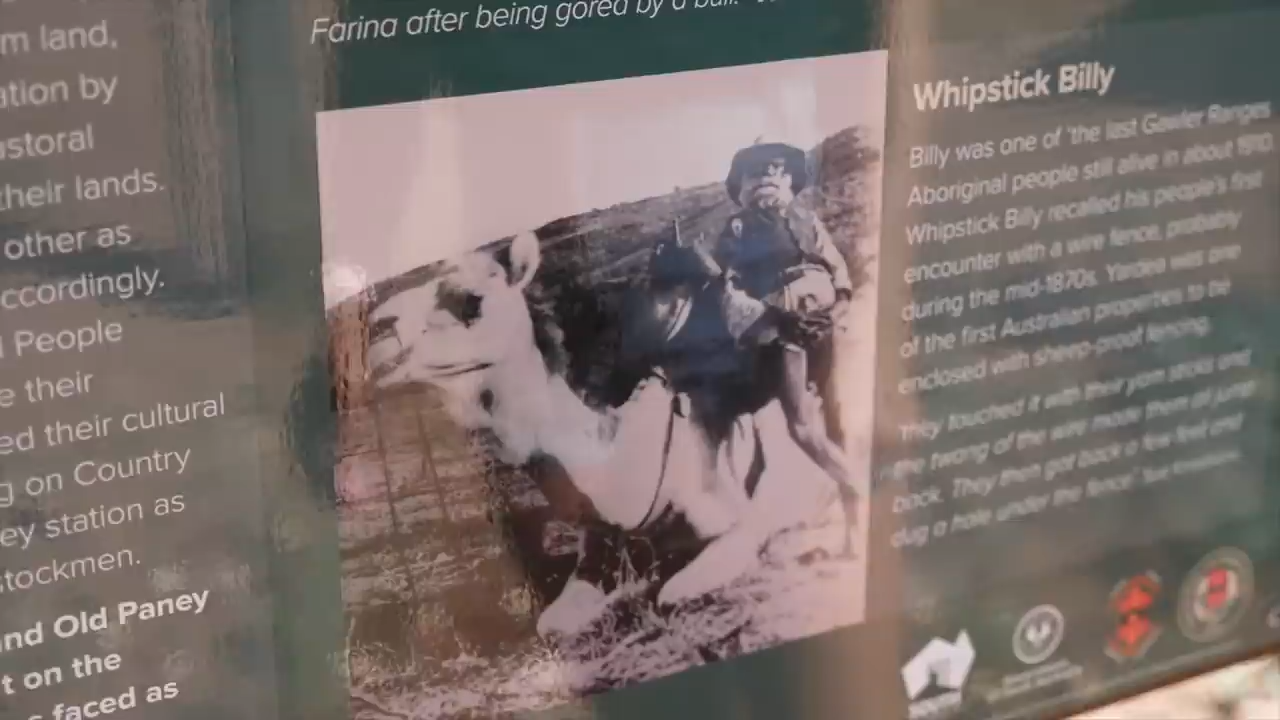 Farina after being gored by a bull.
m land,
ation by
astoral
their lands.
other as
ccordingly.
l People
e their
ed their cultural
g on Country
ey station as
stockmen.
nd Old Paney
t on the
s faced as
Whipstick Billy
Billy was one of 'the last Gawler Ranges
Aboriginal people still alive in about 1910.
Whipstick Billy recalled his people's first
encounter with a wire fence, probably
during the mid-1870s. Yardea was one
of the first Australian properties to be
enclosed with sheep-proof fencing.
'They touched it with their yam sticks and
the twang of the wire made them all jump
back. They then got back a few feet and
dug a hole under the fence'.